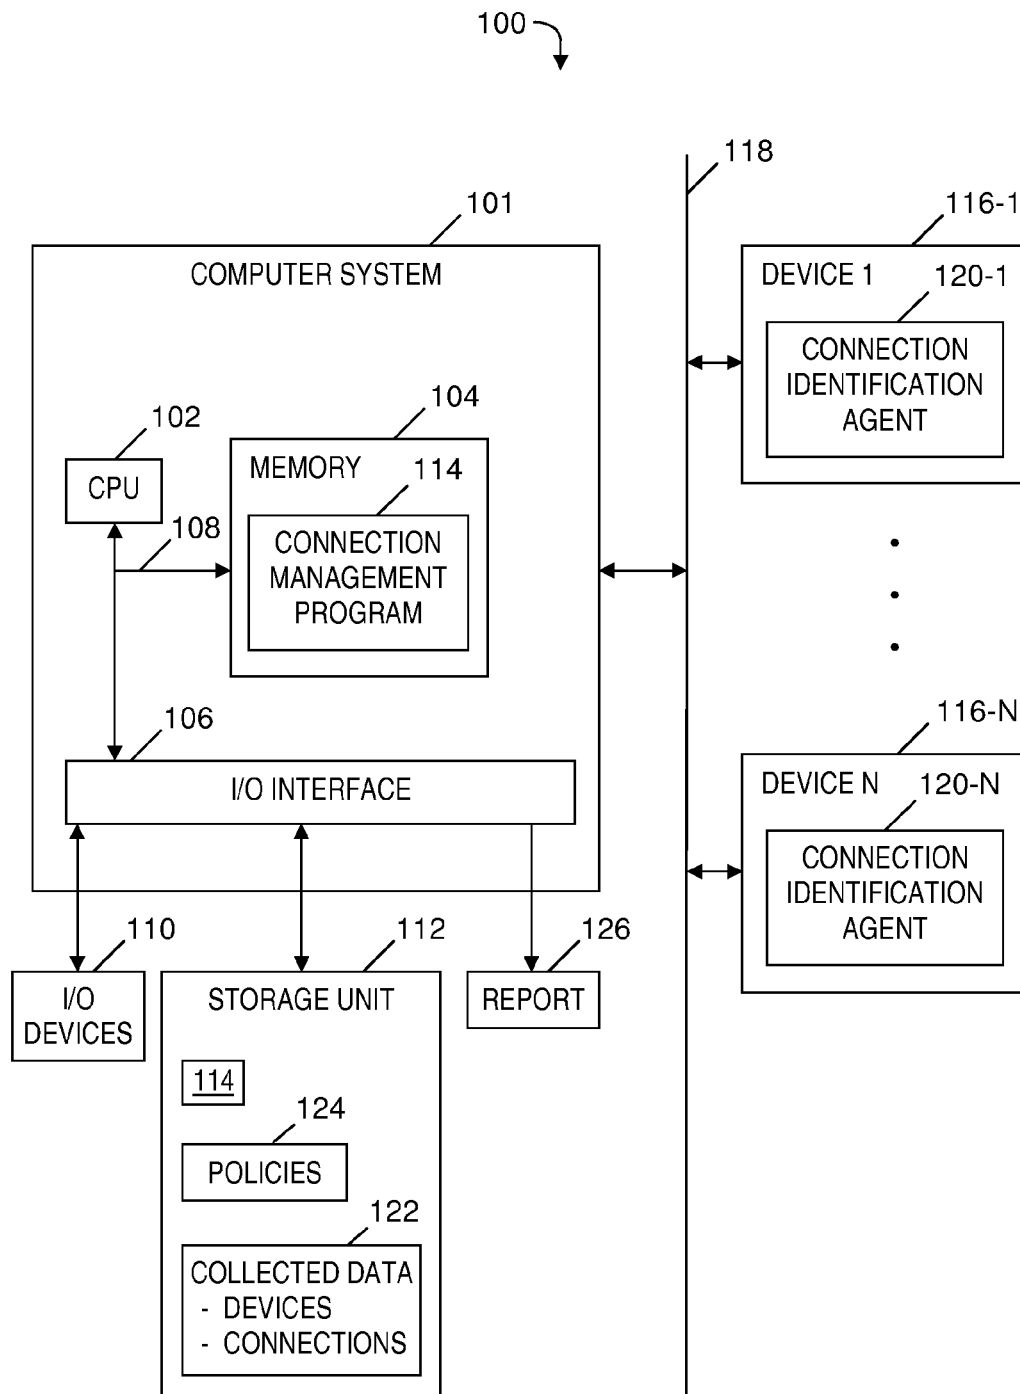 100
118
101
116-1
COMPUTER SYSTEM
DEVICE 1
120-1
CONNECTION
IDENTIFICATION
AGENT
104
102
MEMORY
114
CPU
108
CONNECTION
MANAGEMENT
PROGRAM
106
I/O INTERFACE
116-N
DEVICE N
120-N
CONNECTION
IDENTIFICATION
AGENT
110
I/O
DEVICES
112
STORAGE UNIT
126
REPORT
114
124
POLICIES
122
COLLECTED DATA
- DEVICES
- CONNECTIONS